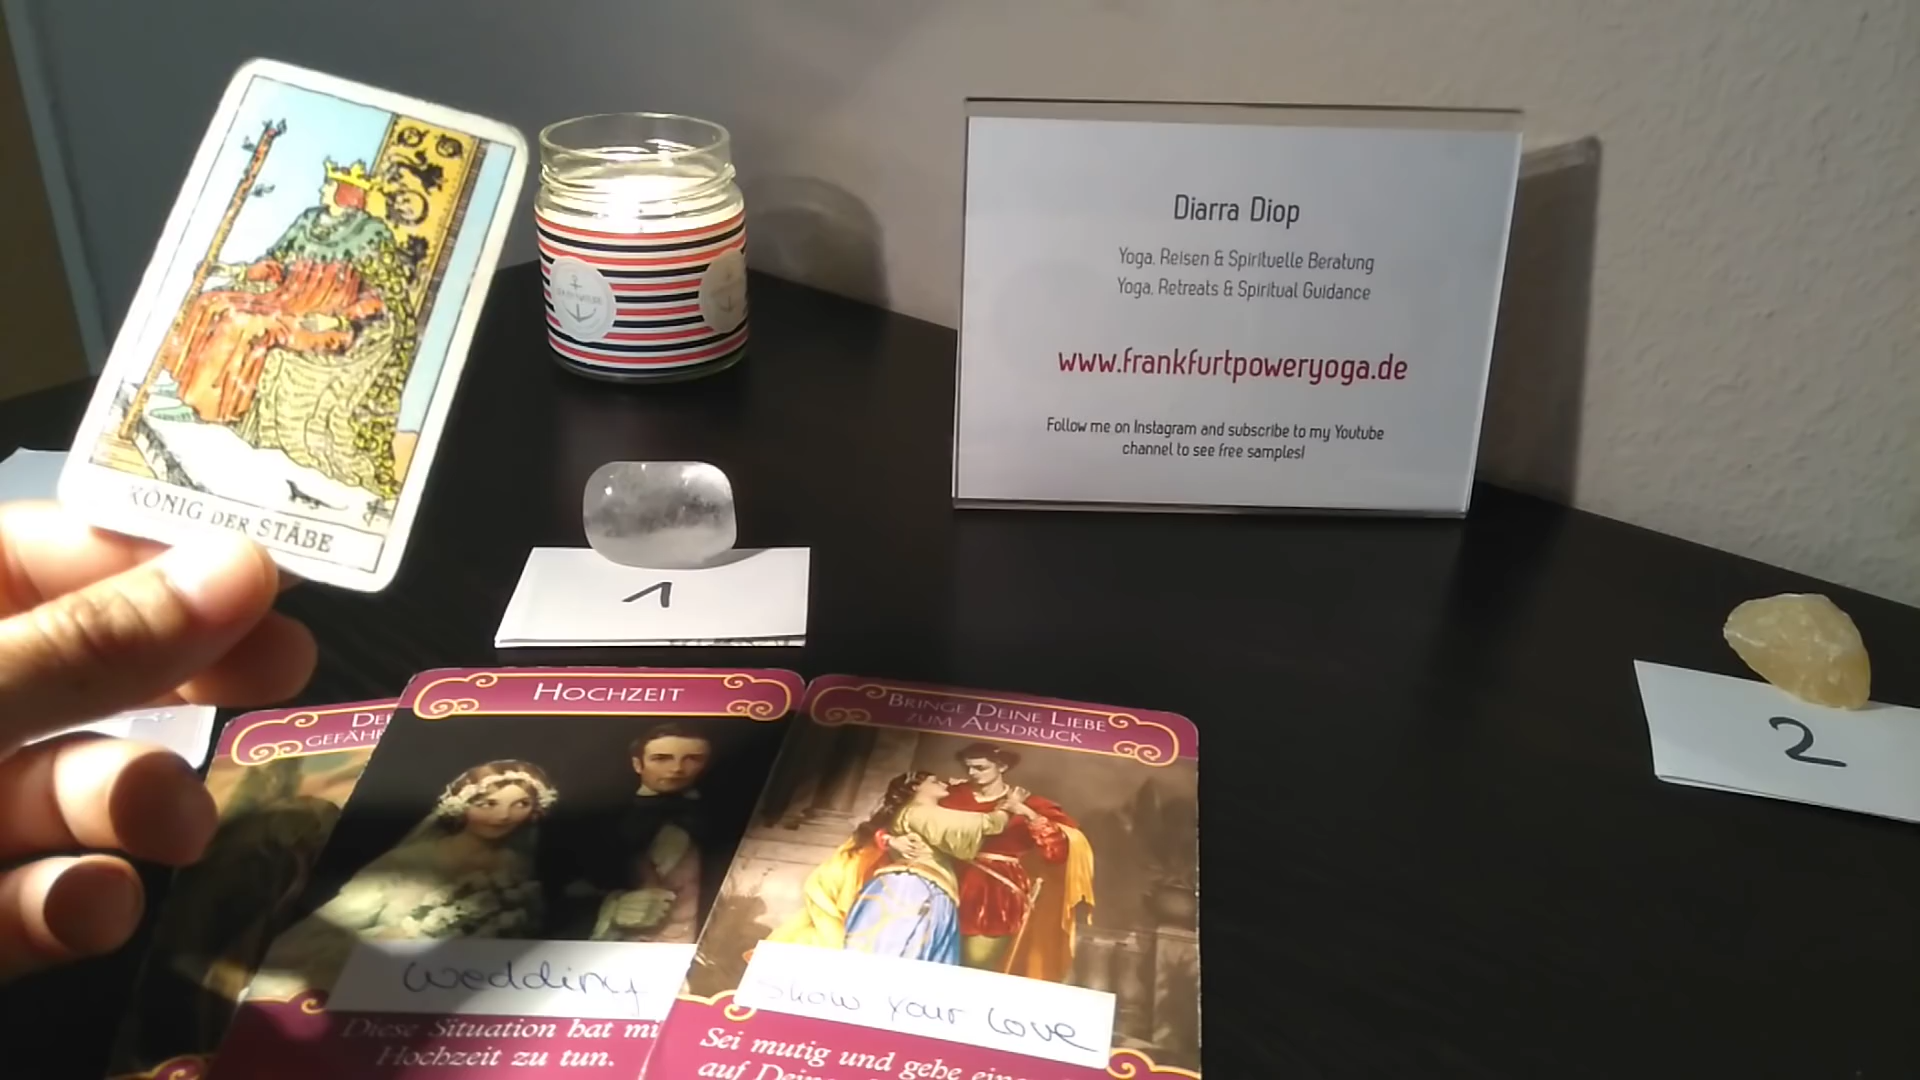 KÖNIG DER STÄBE
Diarra Diop
Yoga, Reisen & Spirituelle Beratung
Yoga, Retreats & Spiritual Guidance
www.frankfurtpoweryoga.de
Follow me on Instagram and subscribe to my Youtube
channel to see free samples!
1
2
HOCHZEIT
wedding
Diese Situation hat
Hochzeit zu tun.
BRINGE DEINE LIEBE
ZUM AUSDRUCK
Show your love
Sei mutig und gehe
auf